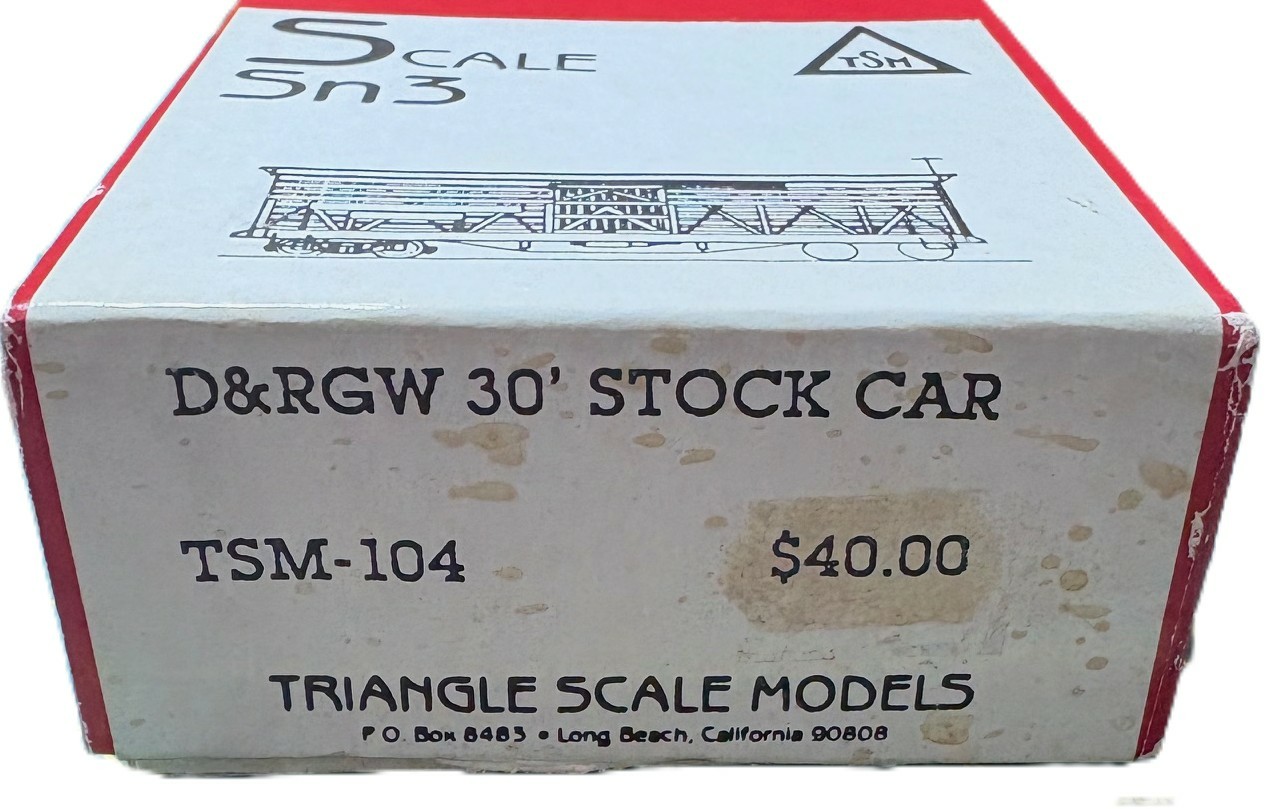 SCALE
Sn3
TSM
D&RGW 30' STOCK CAR
TSM-104
$40.00
TRIANGLE SCALE MODELS
P.O. Box 8485 • Long Beach, California 90808